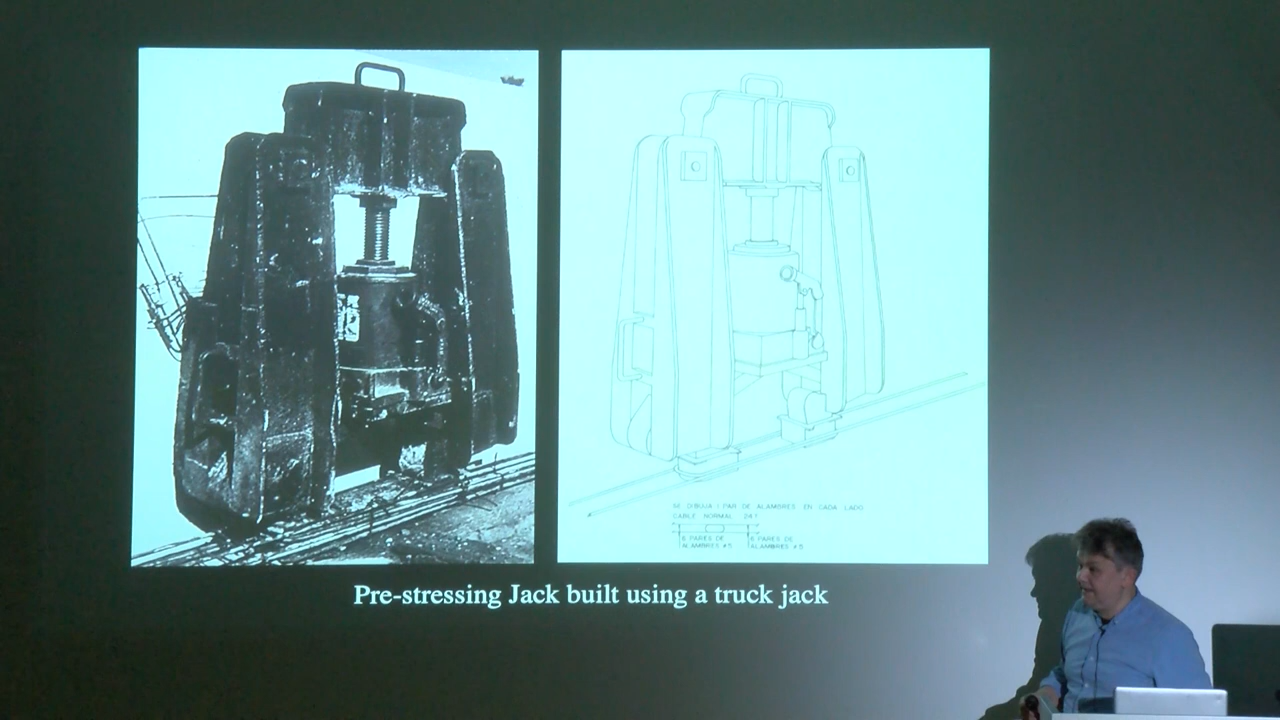 SE DIBUJA 1 PAR DE ALAMBRES EN CADA LADO
CABLE NORMAL 24 T
6 PARES DE
ALAMBRES #5
6 PARES DE
ALAMBRES #5
Pre-stressing Jack built using a truck jack